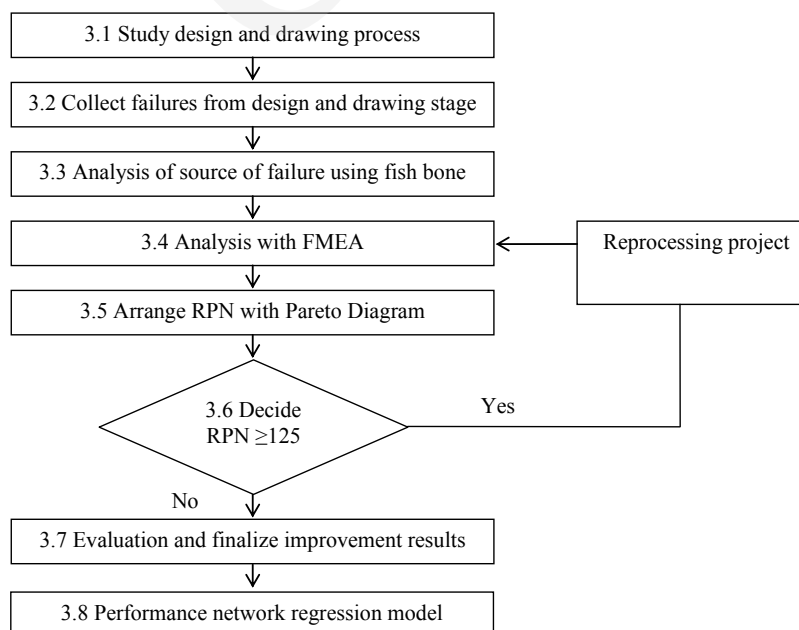 3.1 Study design and drawing process
3.2 Collect failures from design and drawing stage
3.3 Analysis of source of failure using fish bone
3.4 Analysis with FMEA
Reprocessing project
3.5 Arrange RPN with Pareto Diagram
3.6 Decide
RPN ≥125
Yes
No
3.7 Evaluation and finalize improvement results
3.8 Performance network regression model